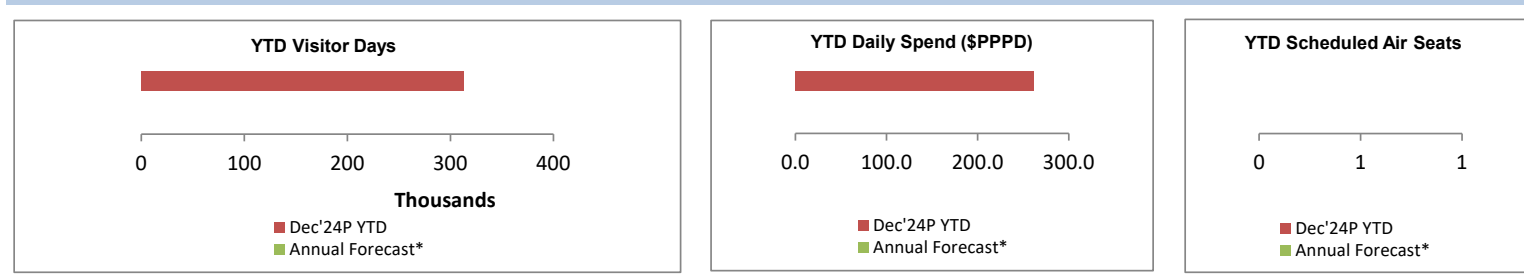 YTD Visitor Days
0 100 200 300 400
Thousands
Dec'24P YTD
Annual Forecast*
YTD Daily Spend ($PPPD)
0.0 100.0 200.0 300.0
Dec'24P YTD
Annual Forecast*
YTD Scheduled Air Seats
0 1 1
Dec'24P YTD
Annual Forecast*